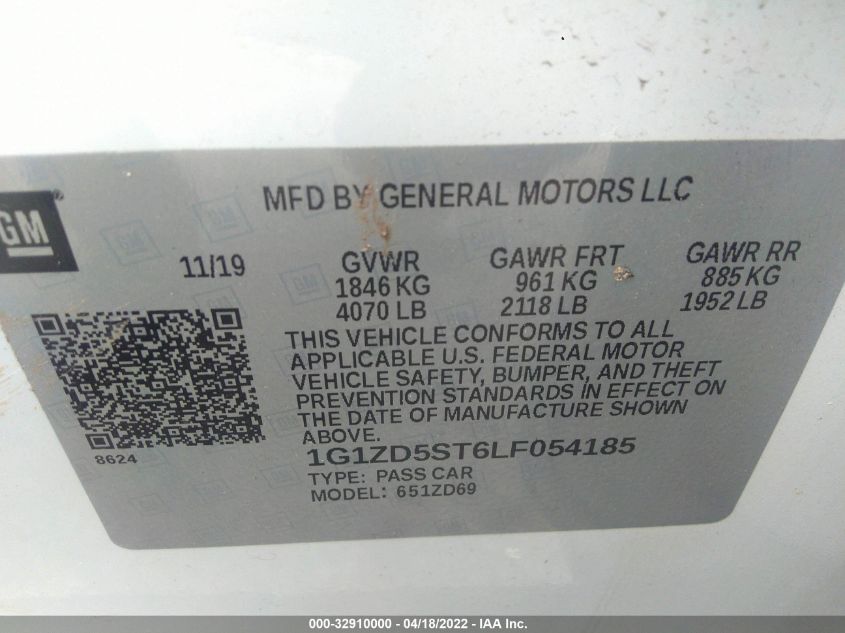 GM
MFD BY GENERAL MOTORS LLC
11/19 GVWR GAWR FRT GAWR RR
1846 KG 961 KG 885 KG
4070 LB 2118 LB 1952 LB
THIS VEHICLE CONFORMS TO ALL
APPLICABLE U.S. FEDERAL MOTOR
VEHICLE SAFETY, BUMPER, AND THEFT
PREVENTION STANDARDS IN EFFECT ON
THE DATE OF MANUFACTURE SHOWN
ABOVE.
8624
1G1ZD5ST6LF054185
TYPE: PASS CAR
MODEL: 651ZD69
000-32910000 - 04/18/2022 - IAA Inc.